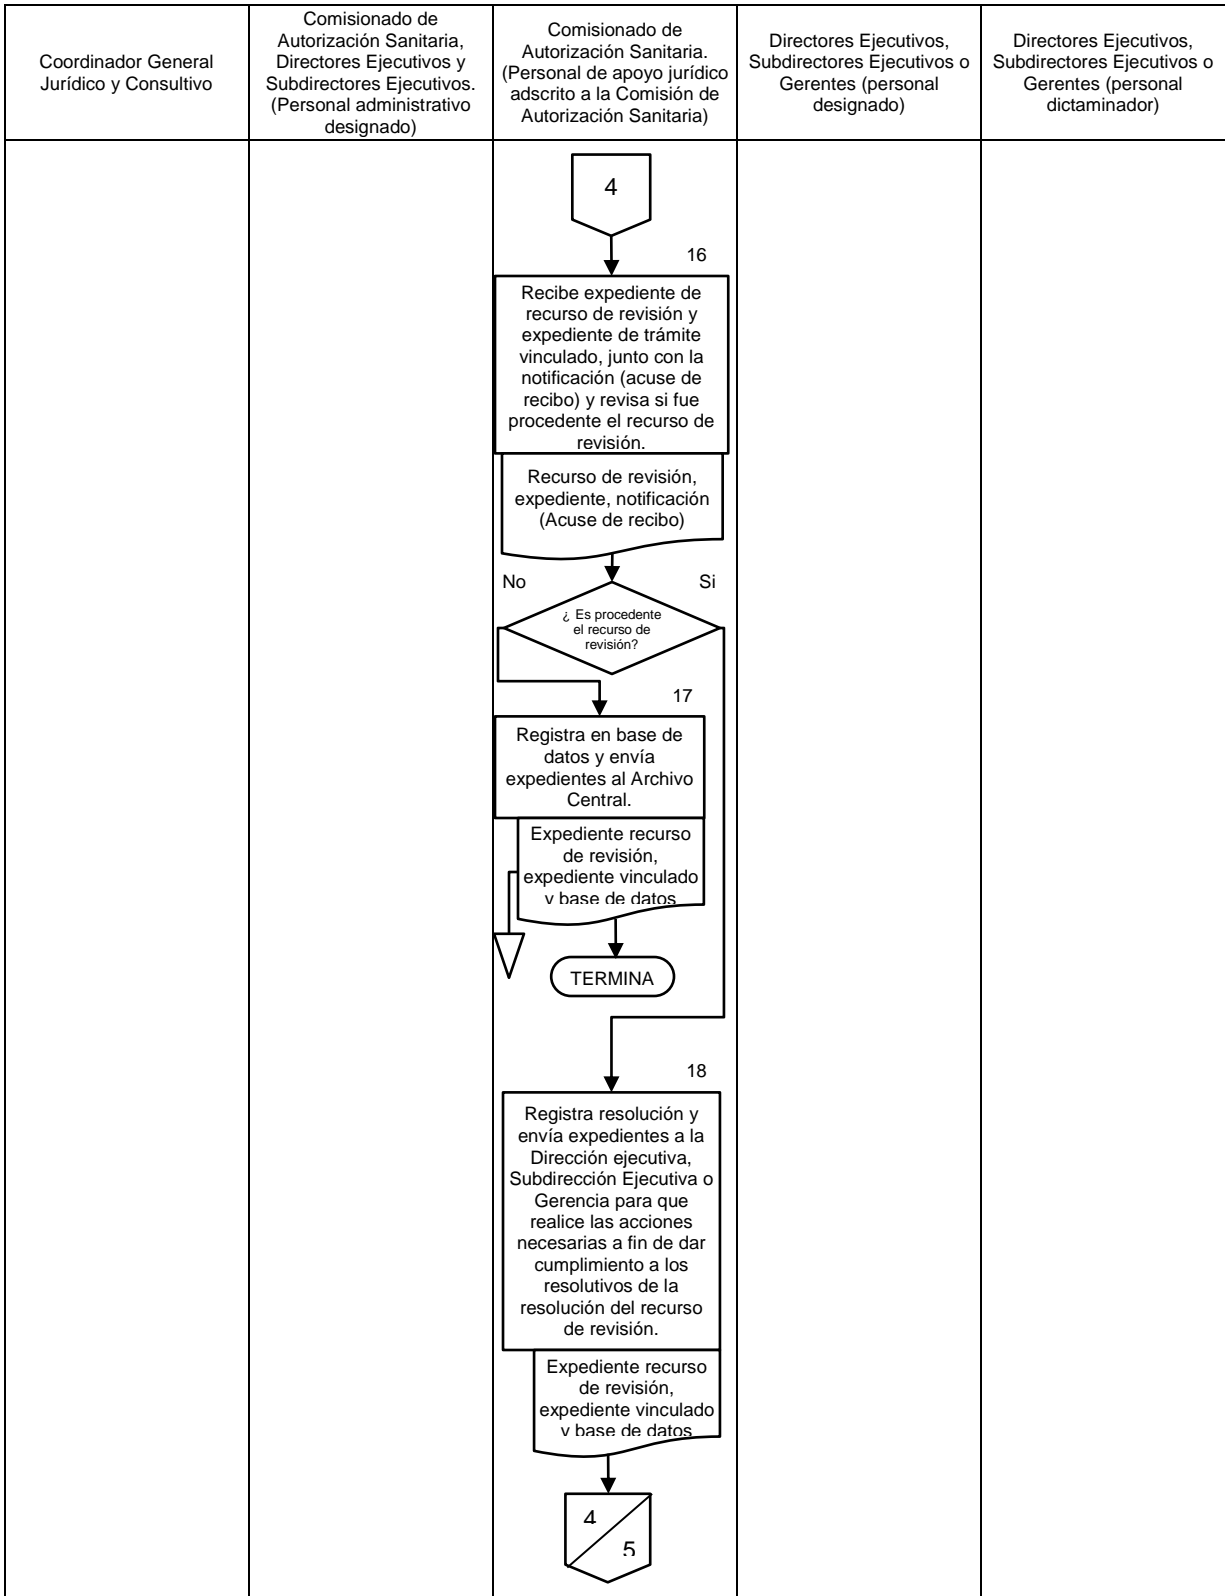 Coordinador General
Jurídico y Consultivo
Comisionado de
Autorización Sanitaria,
Directores Ejecutivos y
Subdirectores Ejecutivos.
(Personal administrativo
designado)
Comisionado de
Autorización Sanitaria.
(Personal de apoyo jurídico
adscrito a la Comisión de
Autorización Sanitaria)
Directores Ejecutivos,
Subdirectores Ejecutivos o
Gerentes (personal
designado)
Directores Ejecutivos,
Subdirectores Ejecutivos o
Gerentes (personal
dictaminador)
4
16
Recibe expediente de
recurso de revisión y
expediente de trámite
vinculado, junto con la
notificación (acuse de
recibo) y revisa si fue
procedente el recurso de
revisión.
Recurso de revisión,
expediente, notificación
(Acuse de recibo)
No
Si
¿ Es procedente
el recurso de
revisión?
17
Registra en base de
datos y envía
expedientes al Archivo
Central.
Expediente recurso
de revisión,
expediente vinculado
y base de datos
TERMINA
18
Registra resolución y
envía expedientes a la
Dirección ejecutiva,
Subdirección Ejecutiva o
Gerencia para que
realice las acciones
necesarias a fin de dar
cumplimiento a los
resolutivos de la
resolución del recurso
de revisión.
Expediente recurso
de revisión,
expediente vinculado
y base de datos
4
5